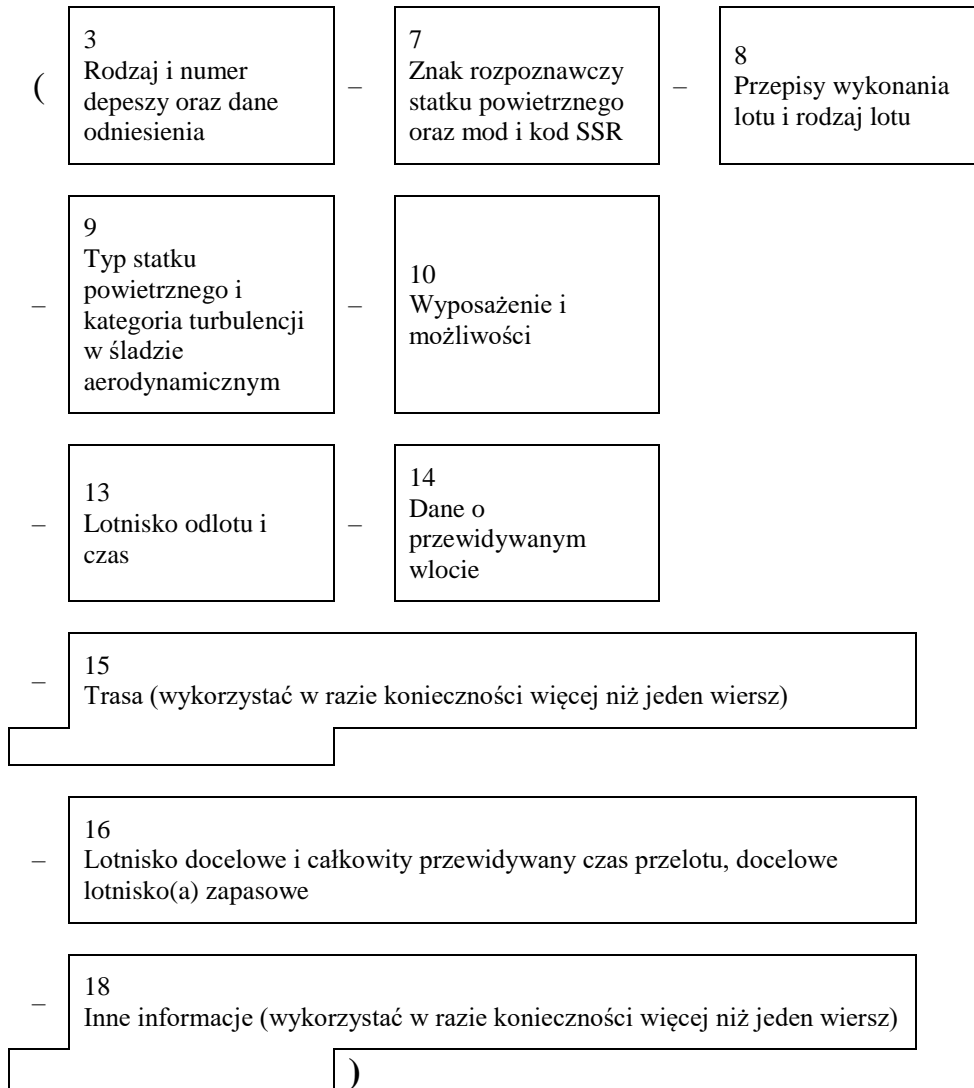 (
3
Rodzaj i numer
depeszy oraz dane
odniesienia
–
7
Znak rozpoznawczy
statku powietrznego
oraz mod i kod SSR
–
8
Przepisy wykonania
lotu i rodzaj lotu
–
9
Typ statku
powietrznego i
kategoria turbulencji
w śladzie
aerodynamicznym
–
10
Wyposażenie i
możliwości
–
13
Lotnisko odlotu i
czas
–
14
Dane o
przewidywanym
wlocie
–
15
Trasa (wykorzystać w razie konieczności więcej niż jeden wiersz)
–
16
Lotnisko docelowe i całkowity przewidywany czas przelotu, docelowe
lotnisko(a) zapasowe
–
18
Inne informacje (wykorzystać w razie konieczności więcej niż jeden wiersz)
)